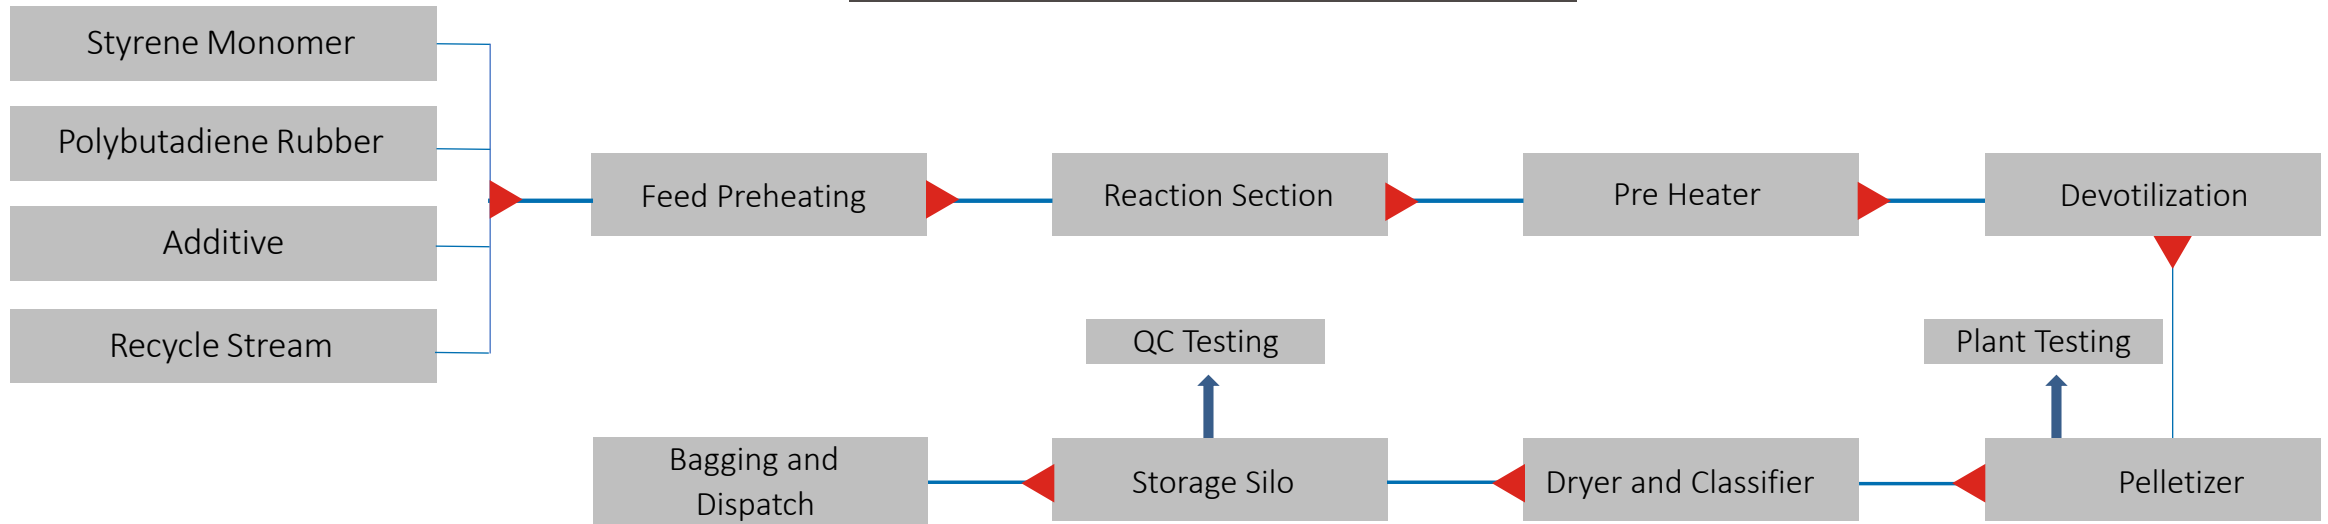 Styrene Monomer
Polybutadiene Rubber
Additive
Recycle Stream
Feed Preheating
Reaction Section
Pre Heater
Devotilization
QC Testing
Plant Testing
Bagging and
Dispatch
Storage Silo
Dryer and Classifier
Pelletizer